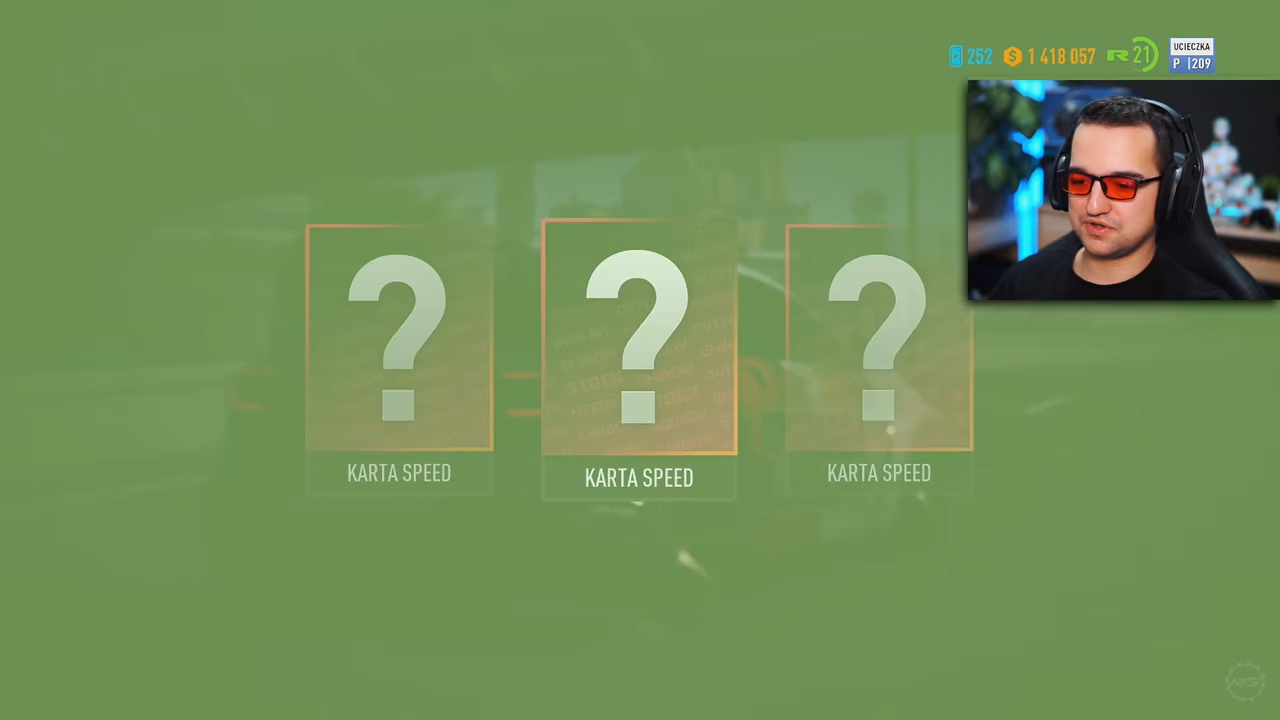 252 1 418 057 R 21 UCIECZKA
P |209
? ? ?
KARTA SPEED KARTA SPEED KARTA SPEED